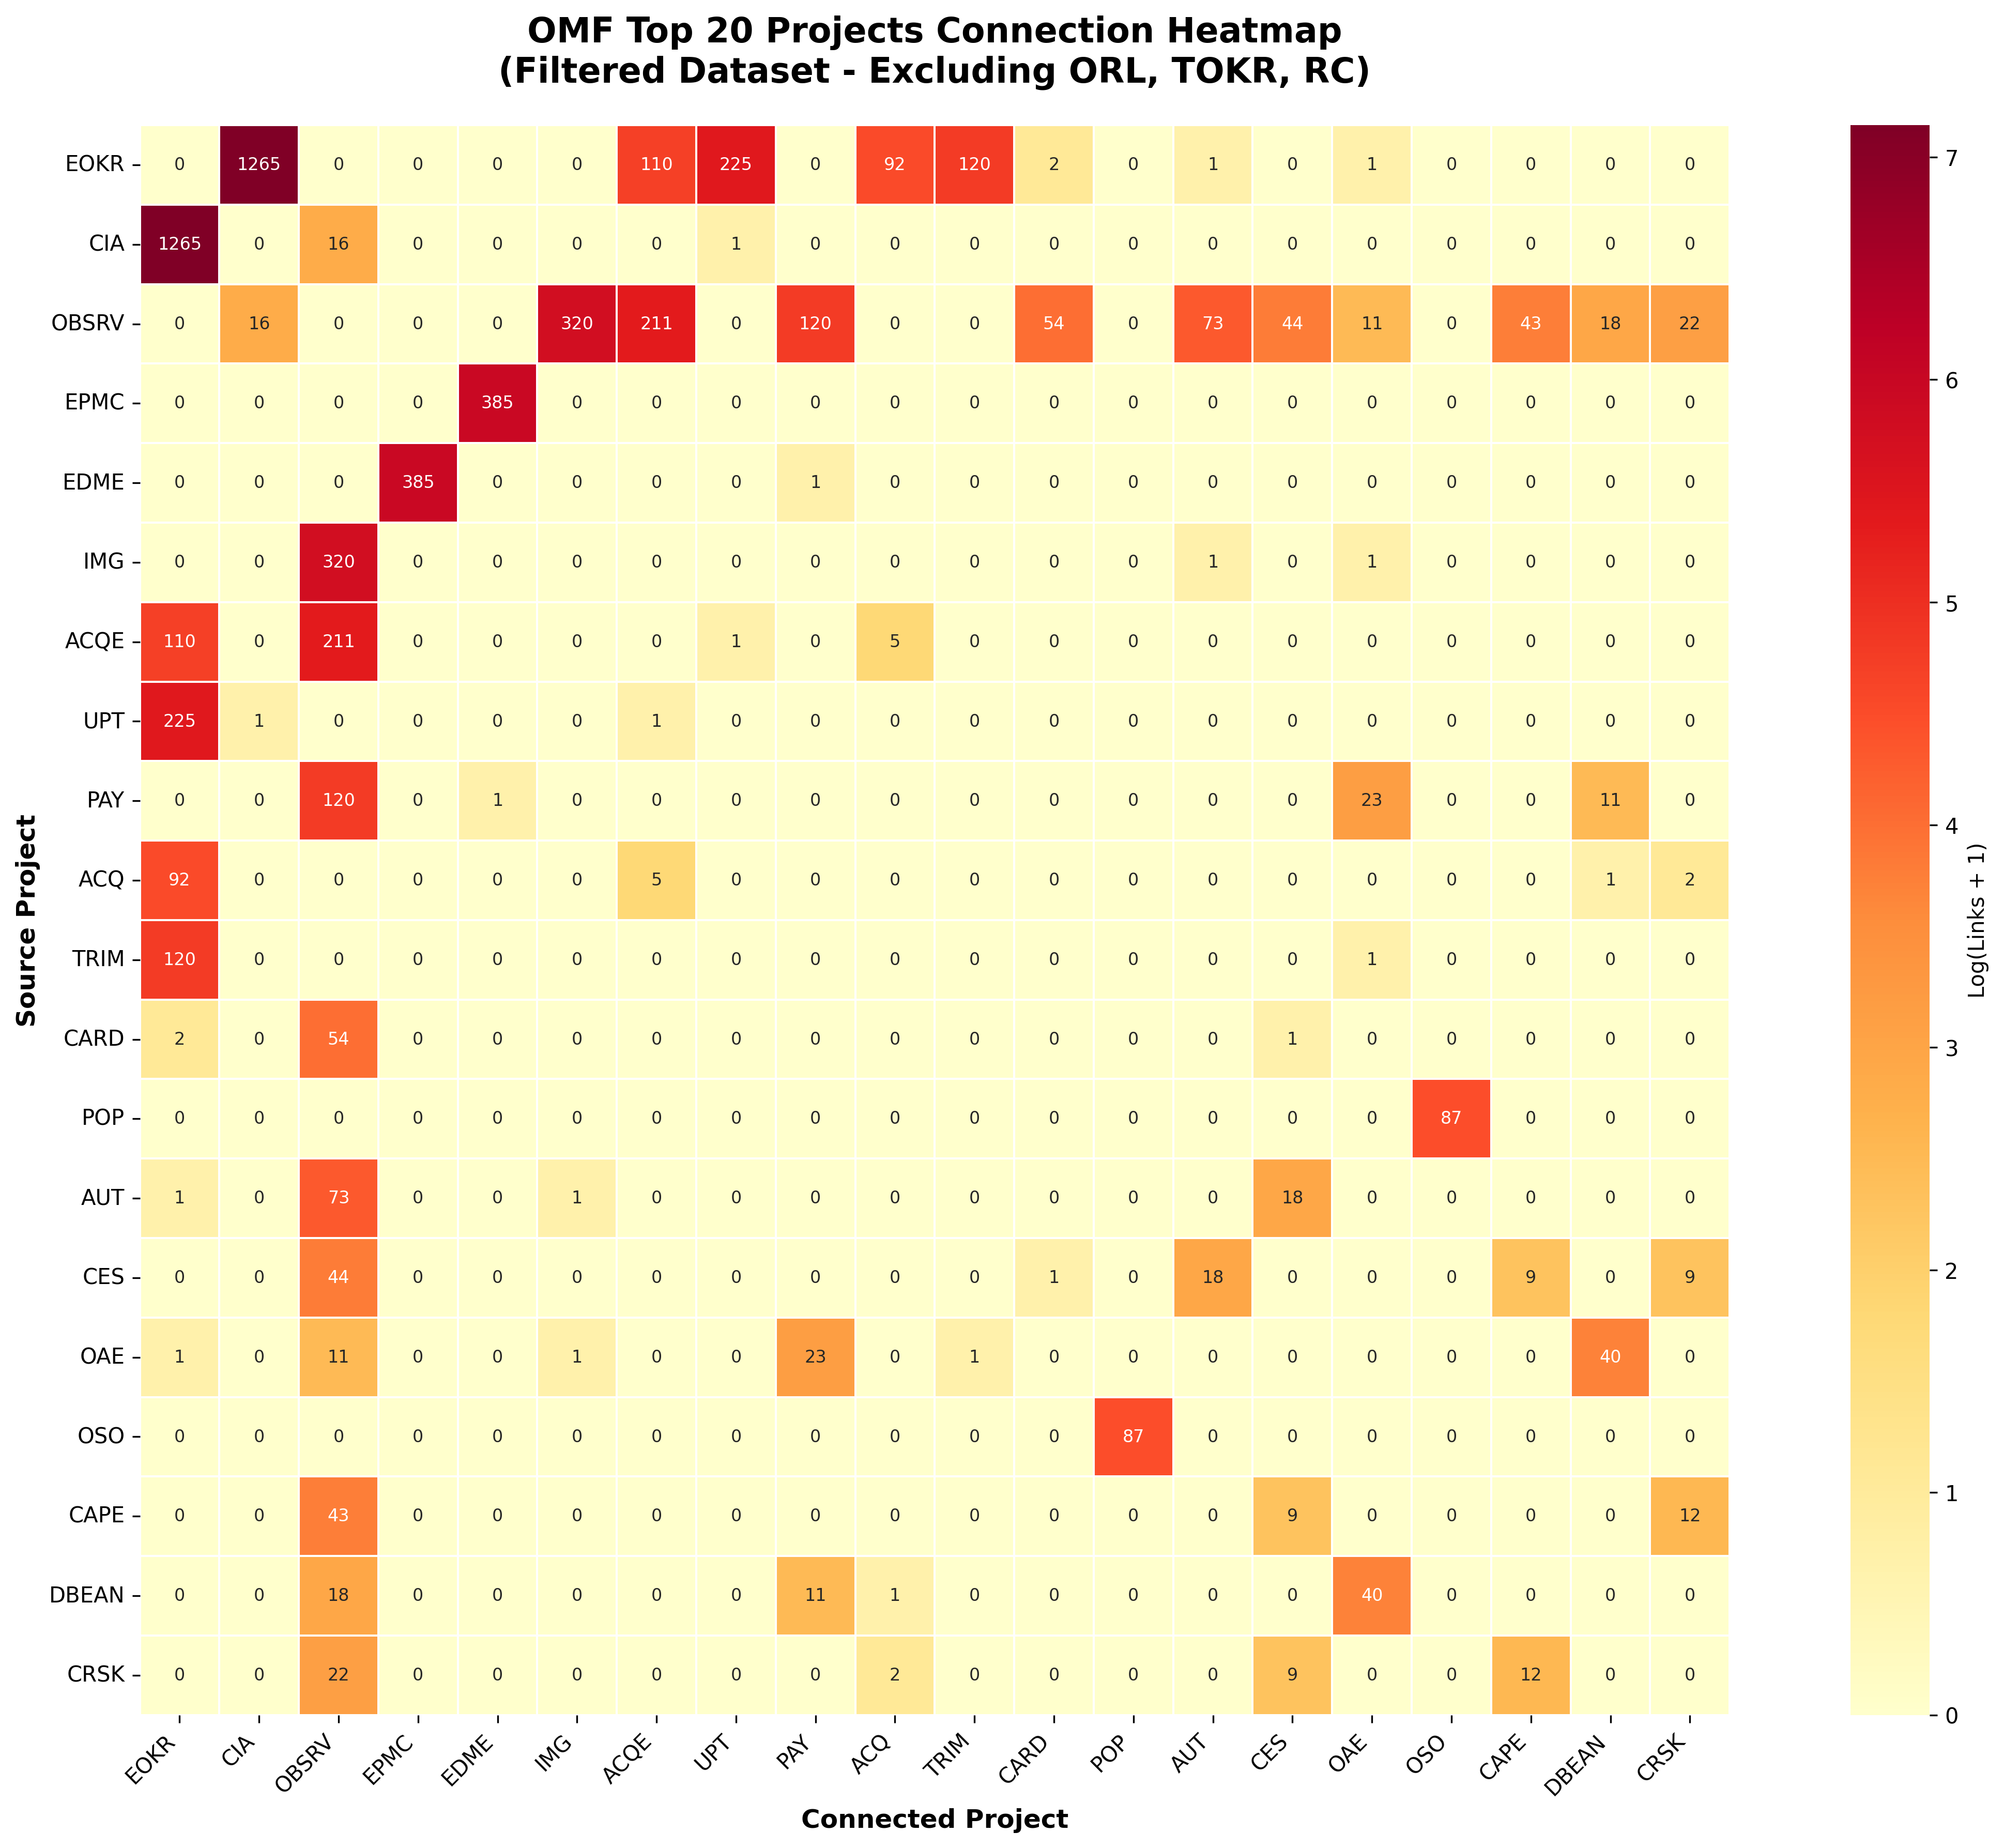 OMF Top 20 Projects Connection Heatmap
(Filtered Dataset - Excluding ORL, TOKR, RC)
EOKR 0 1265 0 0 0 0 110 225 0 92 120 2 0 1 0 1 0 0 0 0
CIA 1265 0 16 0 0 0 0 1 0 0 0 0 0 0 0 0 0 0 0 0
OBSRV 0 16 0 0 0 320 211 0 120 0 0 54 0 73 44 11 0 43 18 22
EPMC 0 0 0 0 385 0 0 0 0 0 0 0 0 0 0 0 0 0 0 0
EDME 0 0 0 385 0 0 0 0 1 0 0 0 0 0 0 0 0 0 0 0
IMG 0 0 320 0 0 0 0 0 0 0 0 0 0 1 0 1 0 0 0 0
ACQE 110 0 211 0 0 0 0 1 0 5 0 0 0 0 0 0 0 0 0 0
UPT 225 1 0 0 0 0 1 0 0 0 0 0 0 0 0 0 0 0 0 0
PAY 0 0 120 0 1 0 0 0 0 0 0 0 0 0 0 23 0 0 11 0
ACQ 92 0 0 0 0 0 5 0 0 0 0 0 0 0 0 0 0 0 1 2
TRIM 120 0 0 0 0 0 0 0 0 0 0 0 0 0 0 1 0 0 0 0
CARD 2 0 54 0 0 0 0 0 0 0 0 0 0 0 1 0 0 0 0 0
POP 0 0 0 0 0 0 0 0 0 0 0 0 0 0 0 0 87 0 0 0
AUT 1 0 73 0 0 1 0 0 0 0 0 0 0 0 18 0 0 0 0 0
CES 0 0 44 0 0 0 0 0 0 0 0 1 0 18 0 0 0 9 0 9
OAE 1 0 11 0 0 1 0 0 23 0 1 0 0 0 0 0 0 0 40 0
OSO 0 0 0 0 0 0 0 0 0 0 0 0 87 0 0 0 0 0 0 0
CAPE 0 0 43 0 0 0 0 0 0 0 0 0 0 0 9 0 0 0 0 12
DBEAN 0 0 18 0 0 0 0 0 11 1 0 0 0 0 0 40 0 0 0 0
CRSK 0 0 22 0 0 0 0 0 0 2 0 0 0 0 9 0 0 12 0 0
EOKR CIA OBSRV EPMC EDME IMG ACQE UPT PAY ACQ TRIM CARD POP AUT CES OAE OSO CAPE DBEAN CRSK
Connected Project
Source Project
7
6
5
4
3
2
1
0
Log(Links + 1)